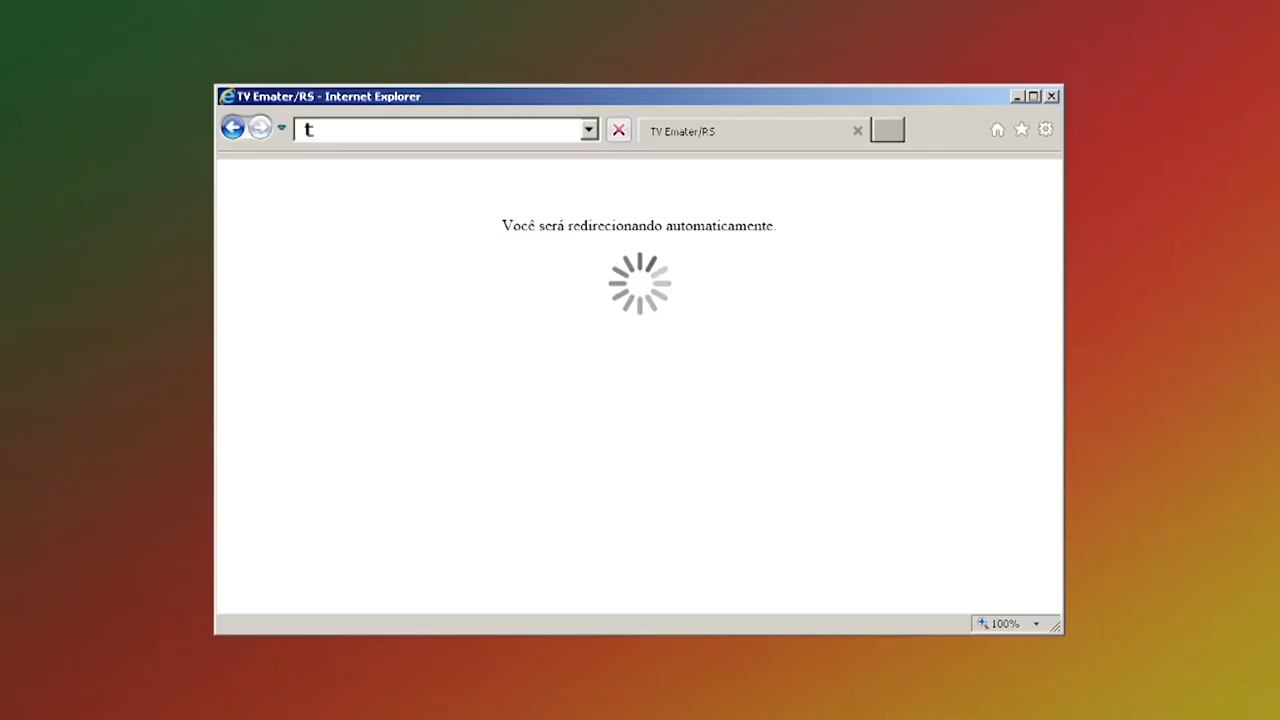 TV Emater/RS - Internet Explorer
t
TV Emater/RS
Você será redirecionando automaticamente.
100%